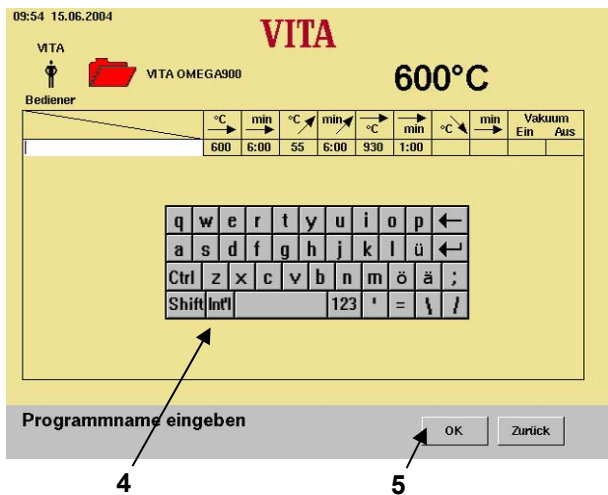 09:54 15.06.2004
VITA
VITA
VITA OMEGA900
600°C
Bediener
°C min °C min °C min °C min Vakuum
Ein Aus
600 6:00 55 6:00 930 1:00
q w e r t y u i o p ←
a s d f g h j k l ü ↵
Ctrl z x c v b n m ö ä ;
Shift Int'l 123 ' = \ /
Programmname eingeben
OK Zurück
4 5